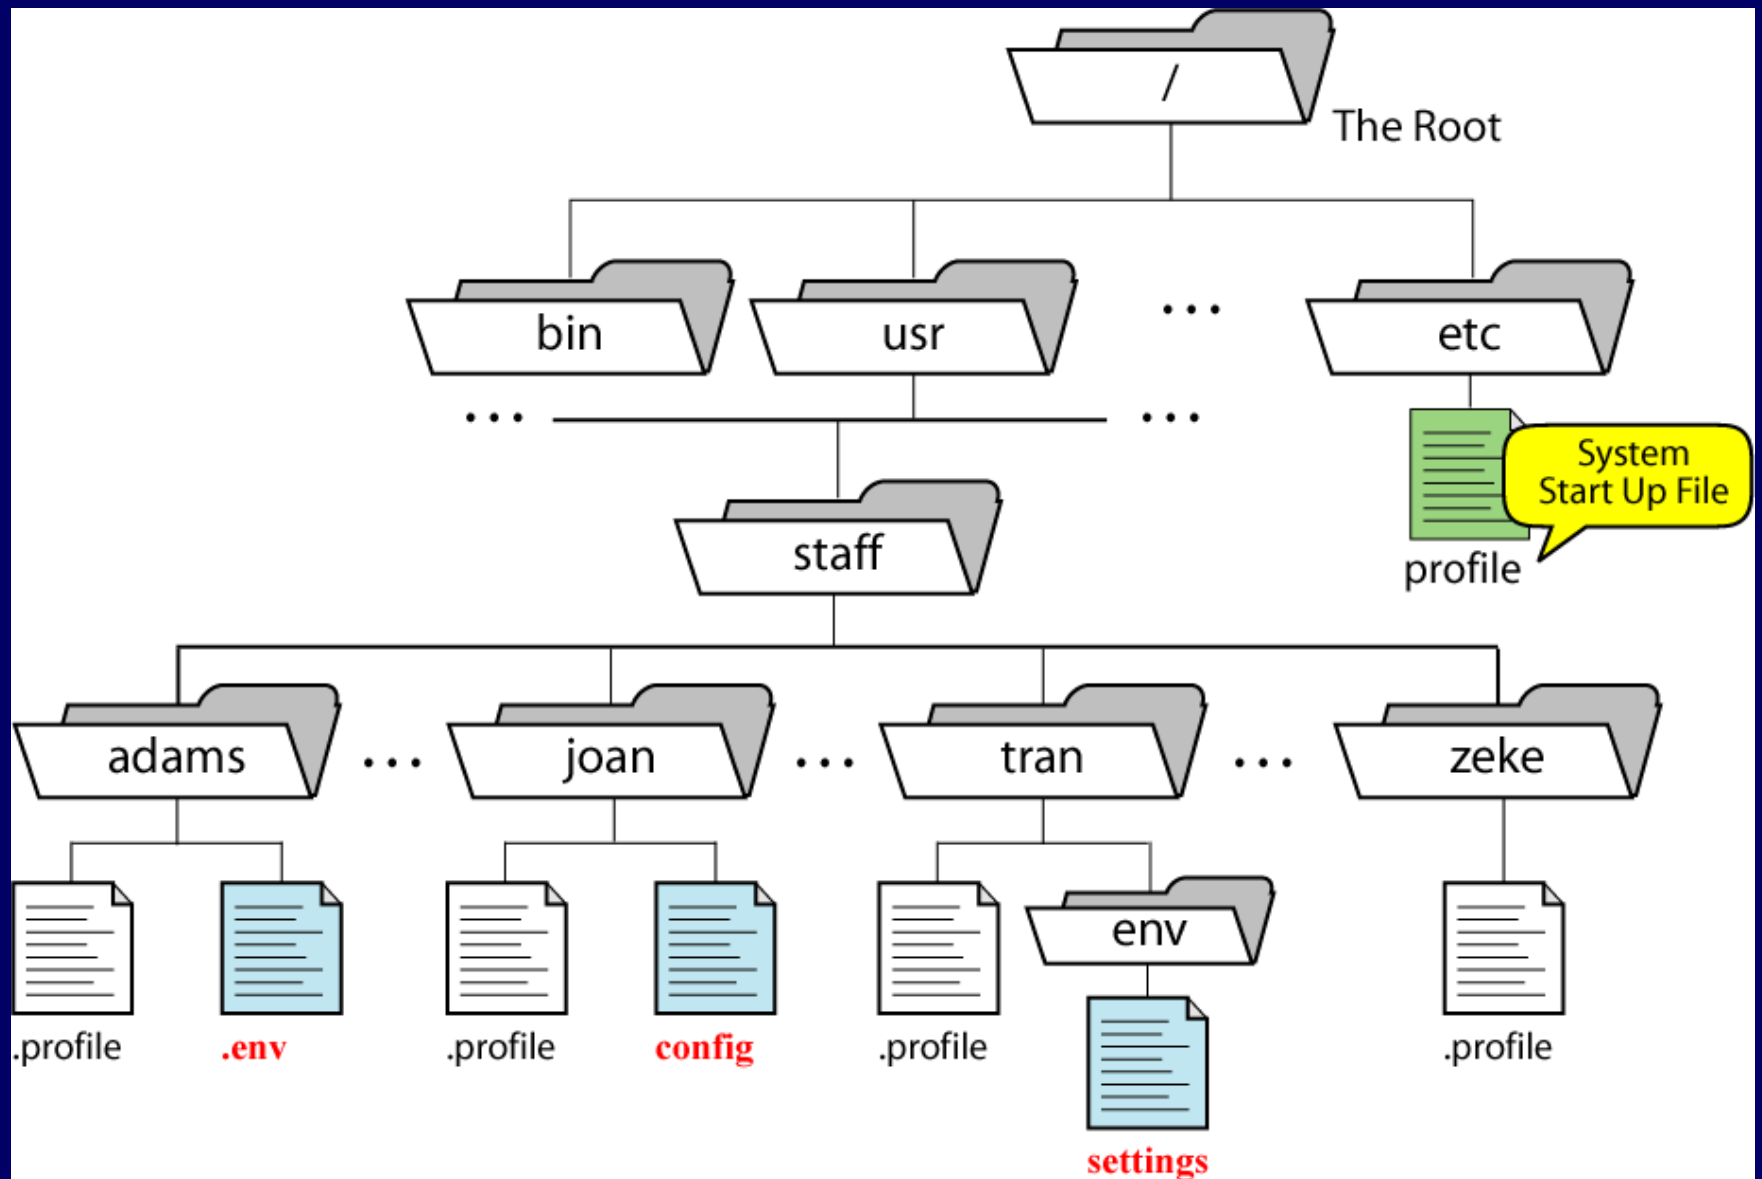 /
The Root
bin
usr
...
etc
...
...
System
Start Up File
staff
profile
adams
...
joan
...
tran
...
zeke
env
.profile
.env
.profile
config
.profile
.profile
settings